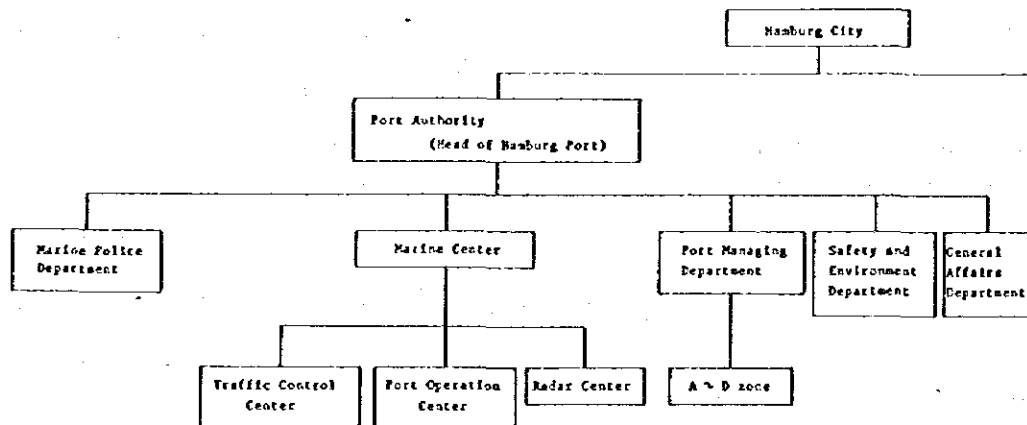 Hamburg City
Port Authority
(Head of Hamburg Port)
Marine Police
Department
Marine Center
Port Managing
Department
Safety and
Environment
Department
General
Affairs
Department
Traffic Control
Center
Port Operation
Center
Radar Center
A ~ D zone